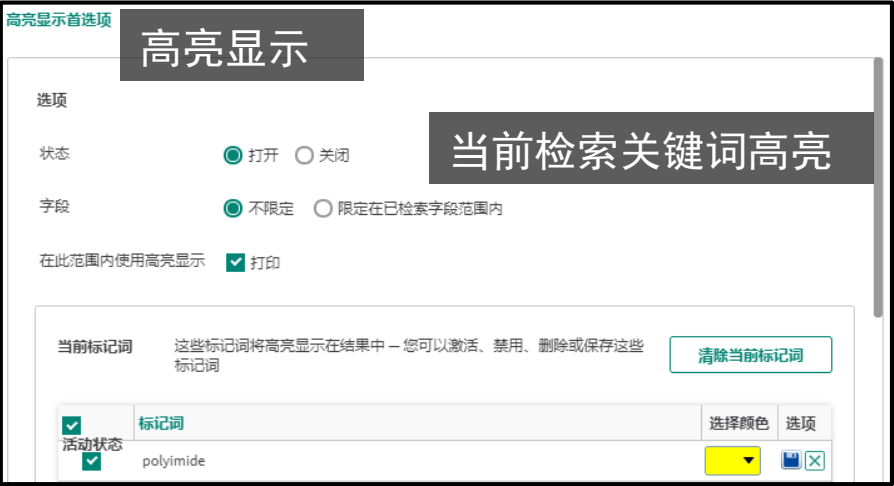 高亮显示首选项
高亮显示
选项
当前检索关键词高亮
状态 打开 关闭
字段 不限定 限定在已检索字段范围内
在此范围内使用高亮显示 打印
当前标记词 这些标记词将高亮显示在结果中 — 您可以激活、禁用、删除或保存这些
标记词
清除当前标记词
标记词 选择颜色 选项
活动状态
polyimide